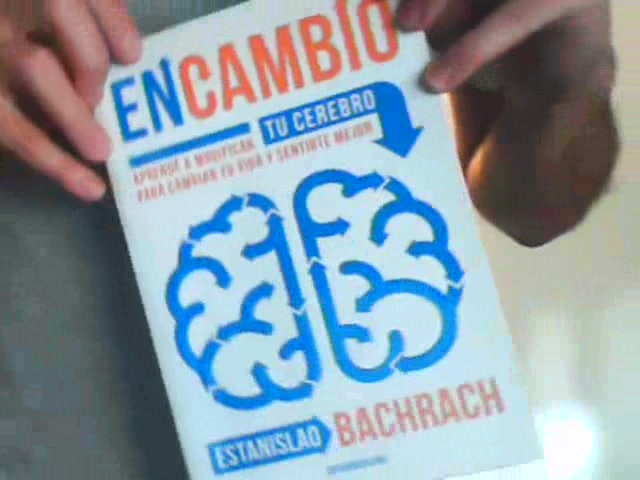 ENCAMBIO
APRENDÉ A MODIFICAR TU CEREBRO
PARA CAMBIAR TU VIDA Y SENTIRTE MEJOR
ESTANISLAO BACHRACH